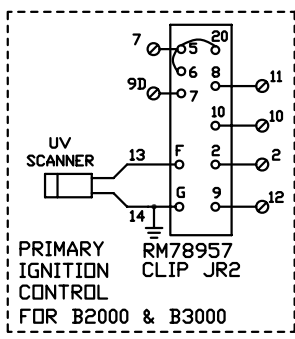 7 5 20
6 8 11
9D 7
10 10
UV
SCANNER 13 F 2 2
14 G 9 12
PRIMARY RM78957
IGNITION CLIP JR2
CONTROL
FOR B2000 & B3000